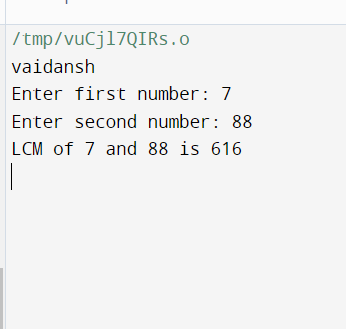 /tmp/vuCjl7QIRs.o
vaidansh
Enter first number: 7
Enter second number: 88
LCM of 7 and 88 is 616